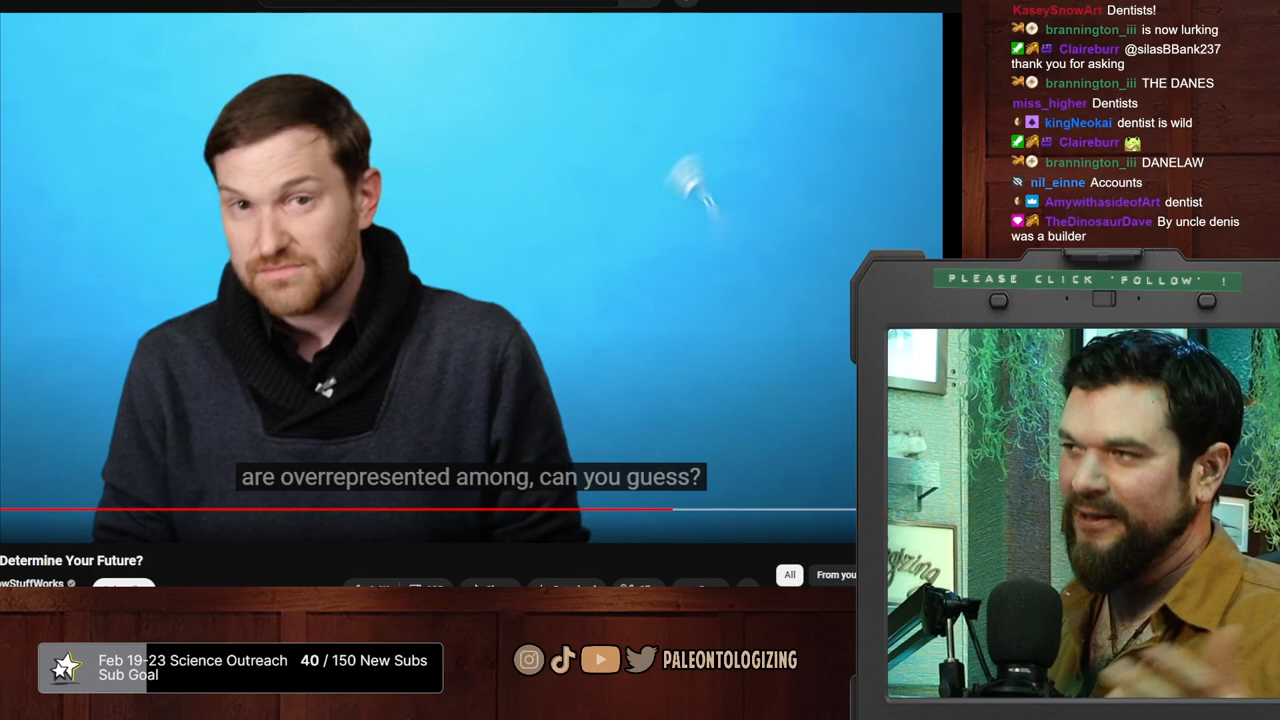 KaseySnowArt Dentists!
brannington_iii is now lurking
Claireburr @silasBBank237
thank you for asking
brannington_iii THE DANES
miss_higher Dentists
kingNeokai dentist is wild
Claireburr
brannington_iii DANELAW
nil_einne Accounts
Amywithasideofart dentist
TheDinosaurDave By uncle denis
was a builder
PLEASE CLICK 'FOLLOW' !
are overrepresented among, can you guess?
Determine Your Future?
wStuffWorks
All
From you
Feb 19-23 Science Outreach 40 / 150 New Subs
Sub Goal
PALEONTOLOGIZING